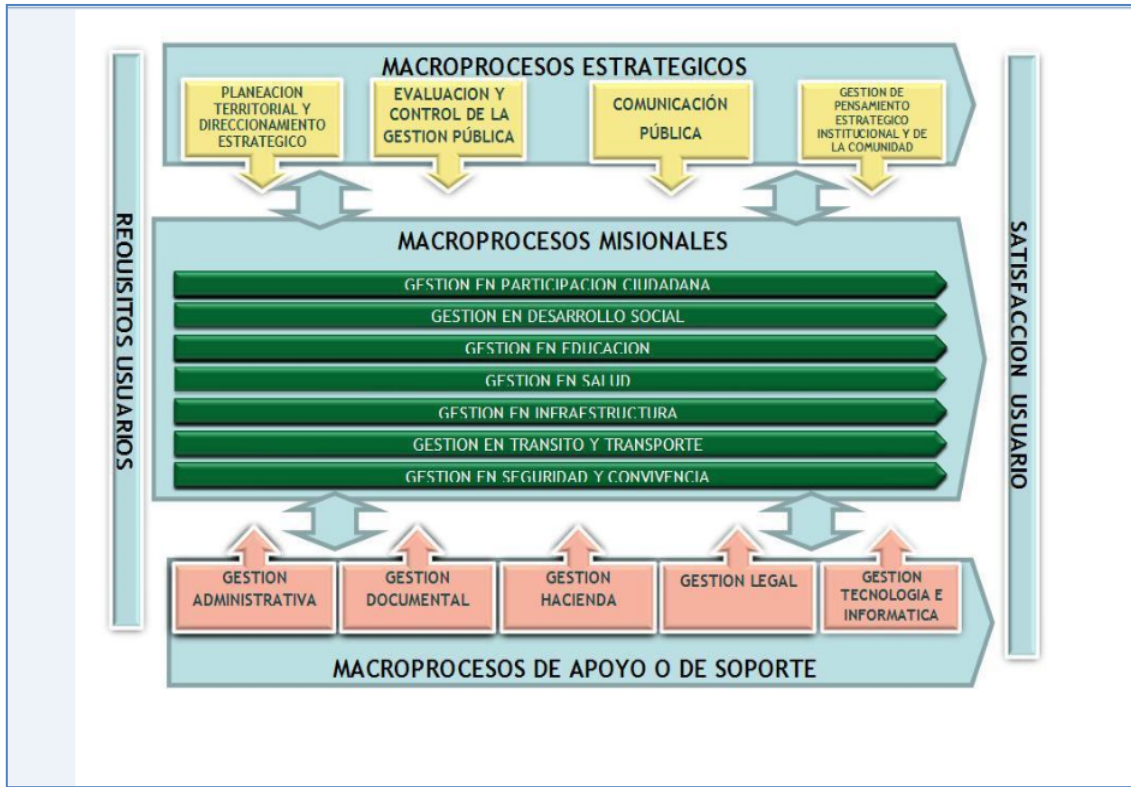 MACROPROCESOS ESTRATEGICOS
PLANEACION
TERRITORIAL Y
DIRECCIONAMIENTO
ESTRATEGICO
EVALUACION Y
CONTROL DE LA
GESTION PÚBLICA
COMUNICACIÓN
PÚBLICA
GESTION DE
PENSAMIENTO
ESTRATEGICO
INSTITUCIONAL Y DE
LA COMUNIDAD
REQUISITOS USUARIOS
MACROPROCESOS MISIONALES
GESTION EN PARTICIPACION CIUDADANA
GESTION EN DESARROLLO SOCIAL
GESTION EN EDUCACION
GESTION EN SALUD
GESTION EN INFRAESTRUCTURA
GESTION EN TRANSITO Y TRANSPORTE
GESTION EN SEGURIDAD Y CONVIVENCIA
SATISFACCION USUARIO
GESTION
ADMINISTRATIVA
GESTION
DOCUMENTAL
GESTION
HACIENDA
GESTION LEGAL
GESTION
TECNOLOGIA E
INFORMATICA
MACROPROCESOS DE APOYO O DE SOPORTE